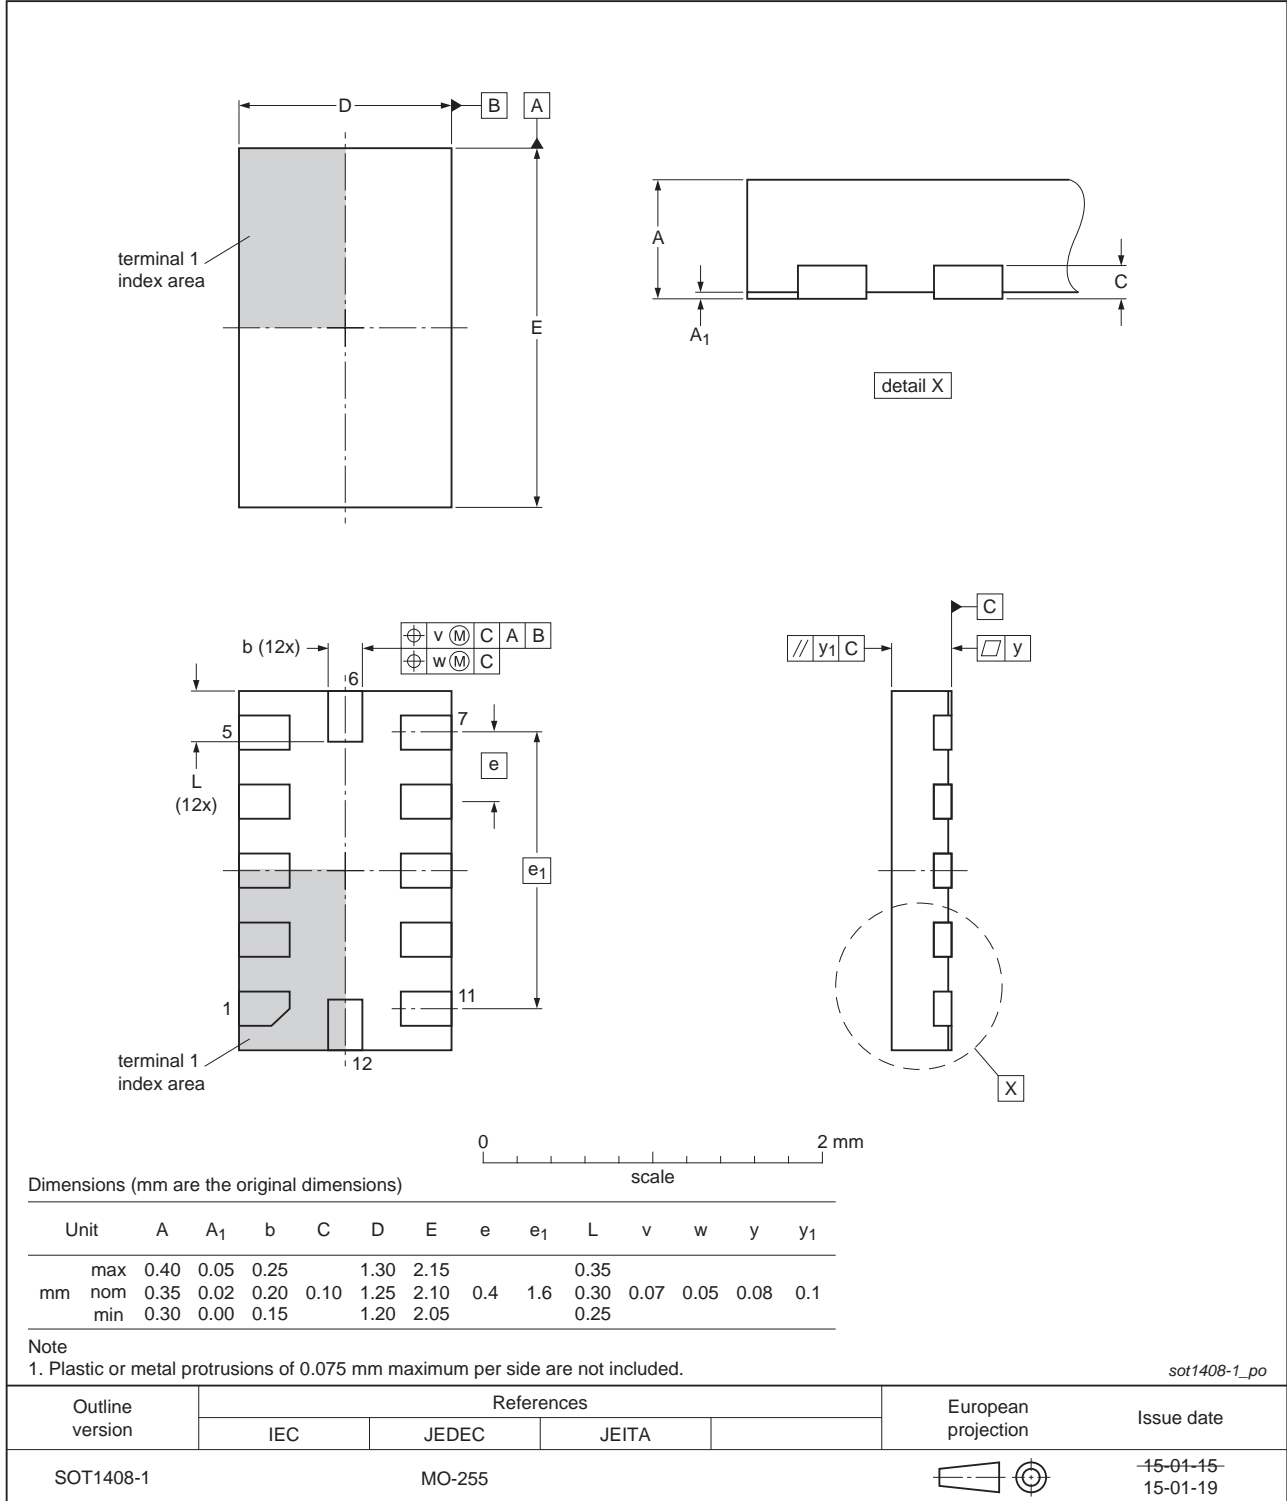 D
B
A
terminal 1
index area
E
A
A1
C
detail X
b (12x)
v M C A B
w M C
6
5
7
L
(12x)
e
e1
1
11
terminal 1
index area
12
C
// y1 C
y
X
0 2 mm
scale
Dimensions (mm are the original dimensions)
Unit A A1 b C D E e e1 L v w y y1
max 0.40 0.05 0.25 1.30 2.15 0.35
mm nom 0.35 0.02 0.20 0.10 1.25 2.10 0.4 1.6 0.30 0.07 0.05 0.08 0.1
min 0.30 0.00 0.15 1.20 2.05 0.25
Note
1. Plastic or metal protrusions of 0.075 mm maximum per side are not included.
sot1408-1_po
Outline version
References
European projection
Issue date
IEC JEDEC JEITA
SOT1408-1 MO-255
15-01-15
15-01-19